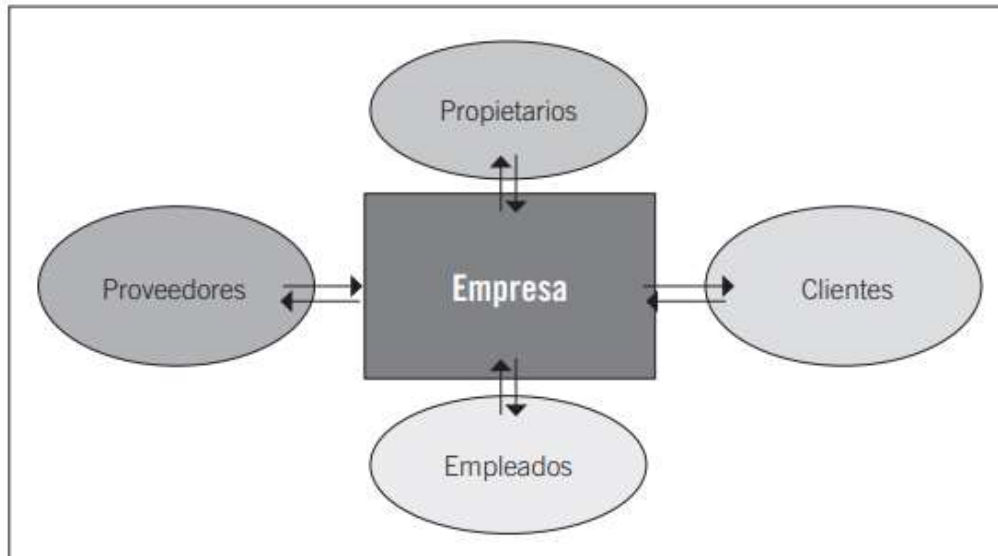 Propietarios
Proveedores
Empresa
Clientes
Empleados